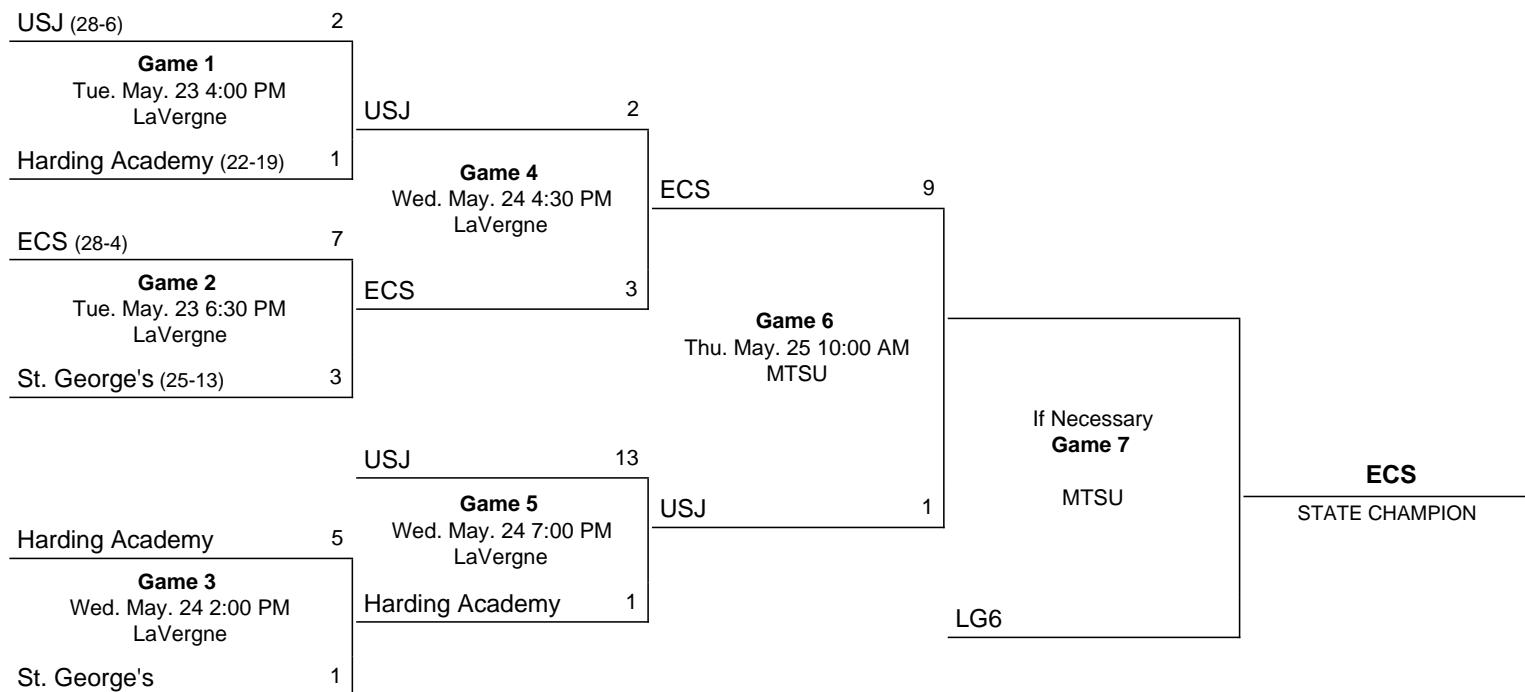 USJ (28-6) 2
Game 1
Tue. May. 23 4:00 PM
LaVergne
Harding Academy (22-19) 1
ECS (28-4) 7
Game 2
Tue. May. 23 6:30 PM
LaVergne
St. George's (25-13) 3
Harding Academy 5
Game 3
Wed. May. 24 2:00 PM
LaVergne
St. George's 1
USJ 2
Game 4
Wed. May. 24 4:30 PM
LaVergne
ECS 3
USJ 13
Game 5
Wed. May. 24 7:00 PM
LaVergne
Harding Academy 1
ECS 9
Game 6
Thu. May. 25 10:00 AM
MTSU
USJ 1
If Necessary
Game 7
MTSU
LG6
ECS
STATE CHAMPION